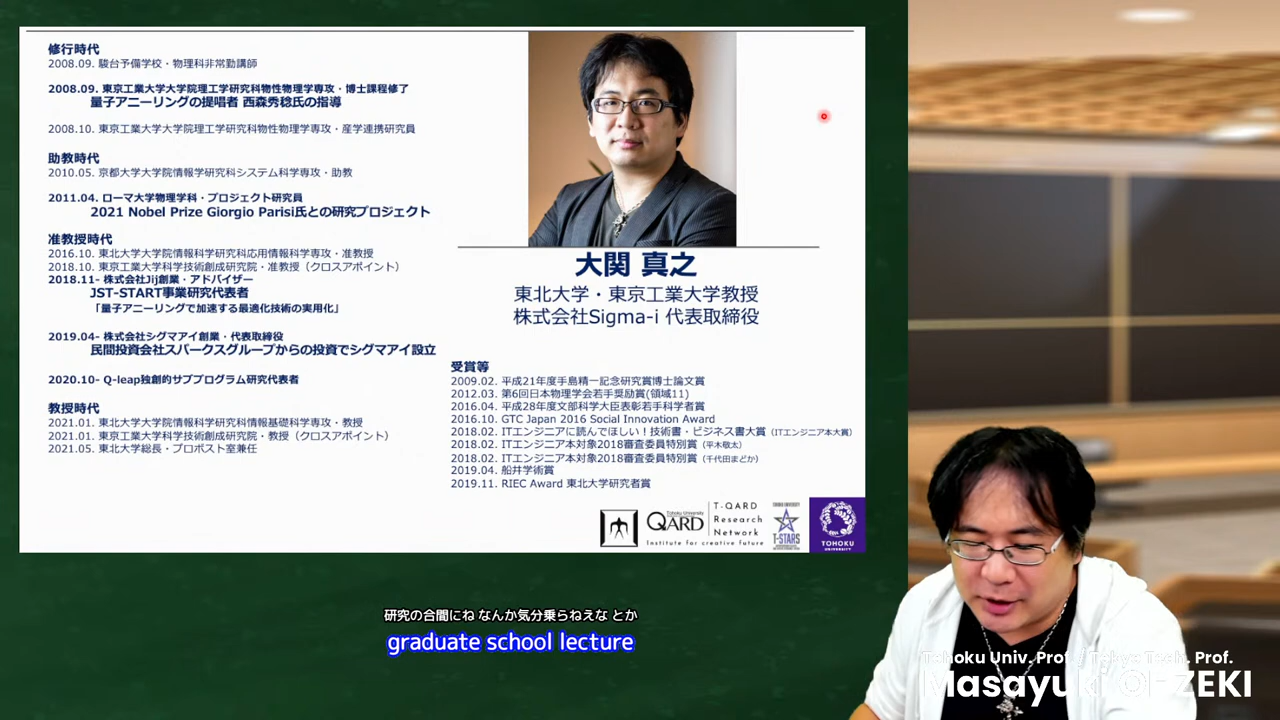 修行時代
2008.09. 駿台予備学校・物理科非常勤講師
2008.09. 東京工業大学大学院理工学研究科物性物理学専攻・博士課程修了
量子アニーリングの提唱者 西森秀稔氏の指導
2008.10. 東京工業大学大学院理工学研究科物性物理学専攻・産学連携研究員
助教時代
2010.05. 京都大学大学院情報学研究科システム科学専攻・助教
2011.04. ローマ大学物理学科・プロジェクト研究員
2021 Nobel Prize Giorgio Parisi氏との研究プロジェクト
准教授時代
2016.10. 東北大学大学院情報科学研究科応用情報科学専攻・准教授
2018.10. 東京工業大学科学技術創成研究院・准教授（クロスアポイント）
2018.11- 株式会社Jij創業・アドバイザー
JST-START事業研究代表者
「量子アニーリングで加速する最適化技術の実用化」
2019.04- 株式会社シグマアイ創業・代表取締役
民間投資会社スパークスグループからの投資でシグマアイ設立
2020.10- Q-leap独創的サブプログラム研究代表者
教授時代
2021.01. 東北大学大学院情報科学研究科情報基礎科学専攻・教授
2021.01. 東京工業大学科学技術創成研究院・教授（クロスアポイント）
2021.05. 東北大学総長・プロボスト室兼任
大関 真之
東北大学・東京工業大学教授
株式会社Sigma-i 代表取締役
受賞等
2009.02. 平成21年度手島精一記念研究賞博士論文賞
2012.03. 第6回日本物理学会若手奨励賞(領域11)
2016.04. 平成28年度文部科学大臣表彰若手科学者賞
2016.10. GTC Japan 2016 Social Innovation Award
2018.02. ITエンジニアに読んでほしい！技術書・ビジネス書大賞（ITエンジニア本大賞）
2018.02. ITエンジニア本対象2018審査委員特別賞（平木敬太）
2018.02. ITエンジニア本対象2018審査委員特別賞（千代田まどか）
2019.04. 船井学術賞
2019.11. RIEC Award 東北大学研究者賞
Tohoku University
QARD
T-QARD
Research
Network
Institute for creative future
T-STARS
TOHOKU
UNIVERSITY
研究の合間にね なんか気分乗らねえな とか
graduate school lecture
Tohoku Univ. Prof. / Tokyo Tech. Prof.
Masayuki OHZEKI